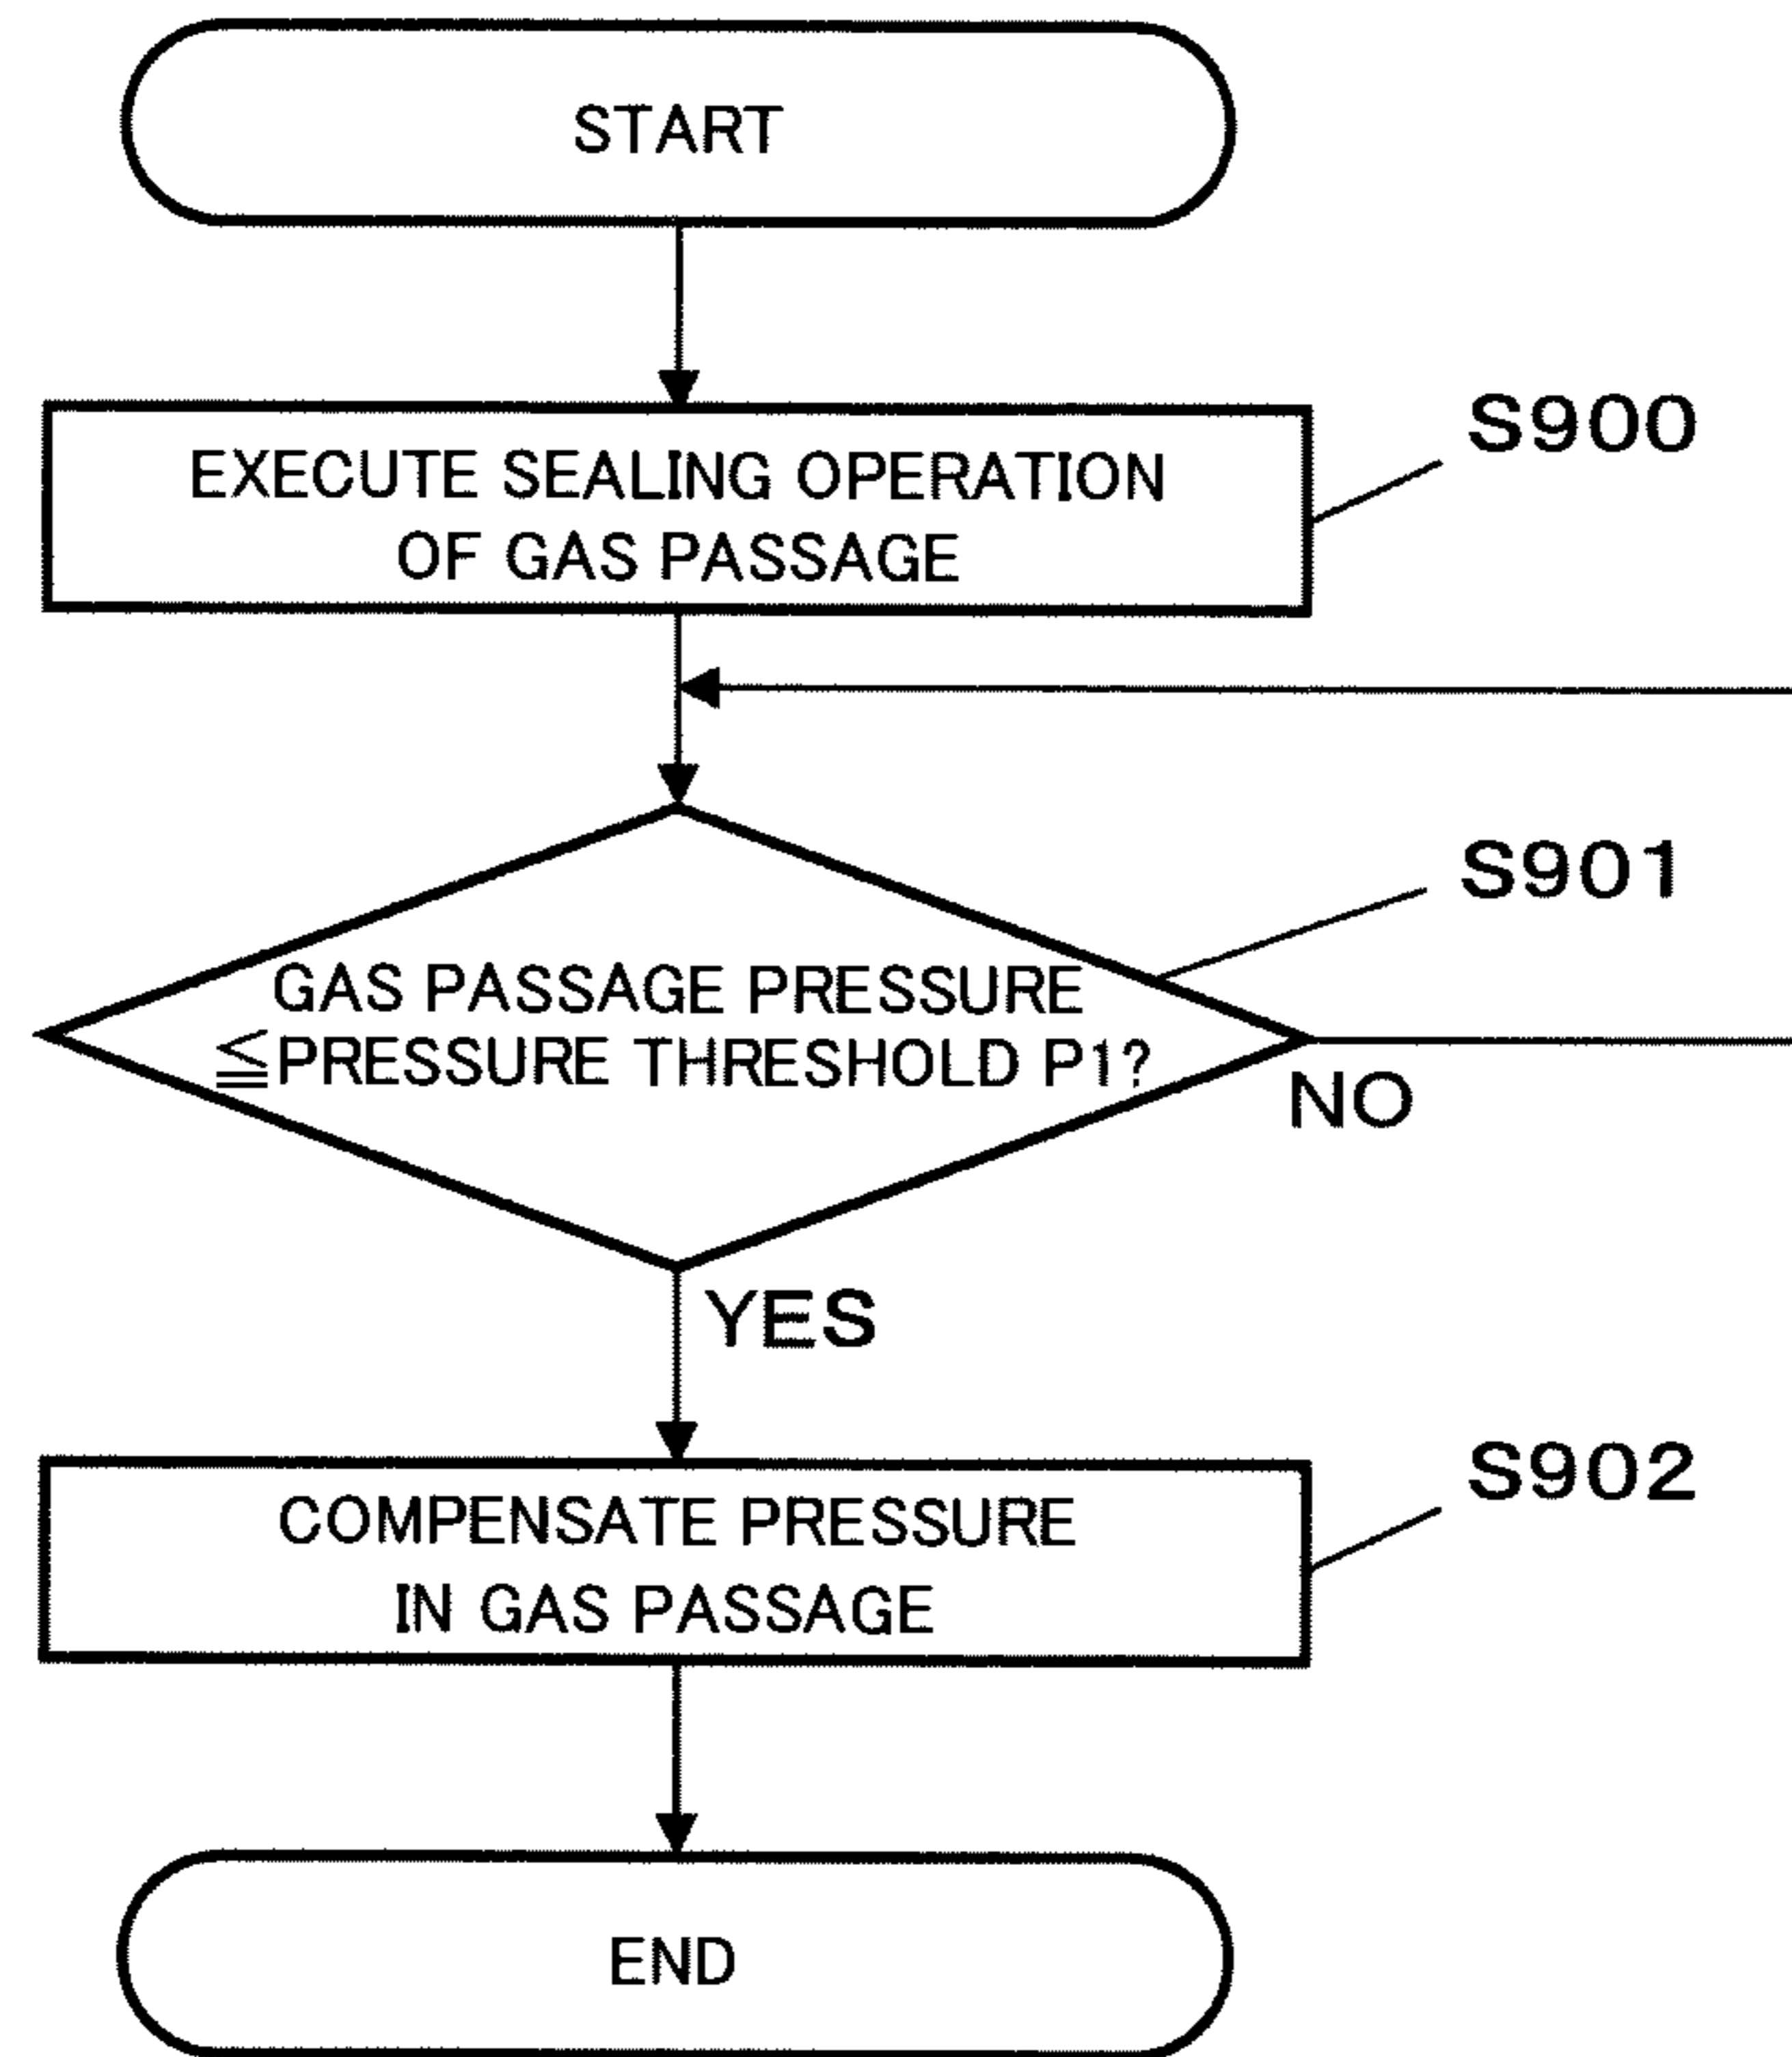 START
EXECUTE SEALING OPERATION
OF GAS PASSAGE
S900
GAS PASSAGE PRESSURE
≦PRESSURE THRESHOLD P1?
S901
NO
YES
COMPENSATE PRESSURE
IN GAS PASSAGE
S902
END